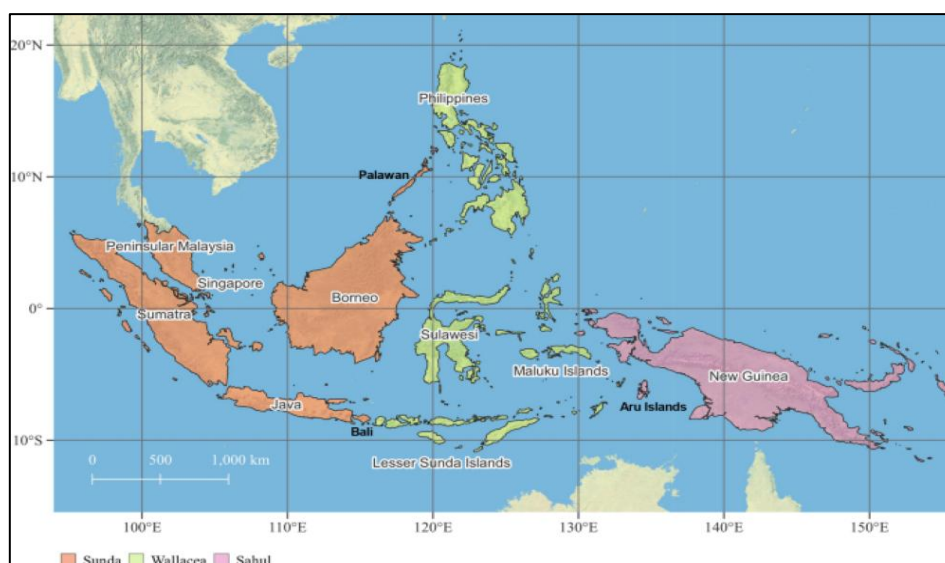 20°N
Philippines
Palawan
10°N
Peninsular Malaysia
Singapore
Borneo
0°
Sumatra
Sulawesi
Maluku Islands
New Guinea
Java
Aru Islands
Bali
10°S
0 500 1,000 km
Lesser Sunda Islands
100°E 110°E 120°E 130°E 140°E 150°E
Sunda Wallacea Sahul